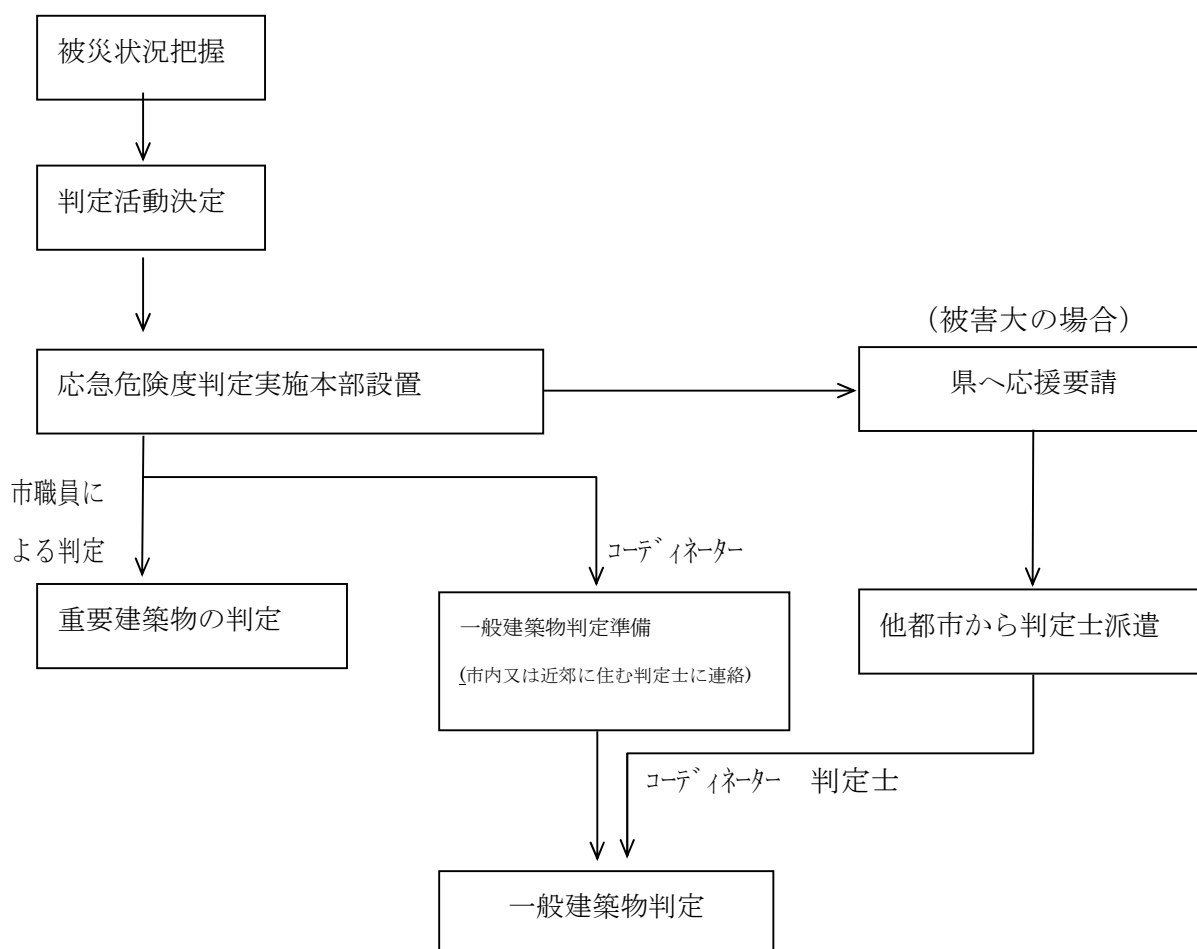 被災状況把握
判定活動決定
（被害大の場合）
応急危険度判定実施本部設置
県へ応援要請
市職員に
よる判定
コーディネーター
重要建築物の判定
一般建築物判定準備
(市内又は近郊に住む判定士に連絡)
他都市から判定士派遣
コーディネーター　判定士
一般建築物判定